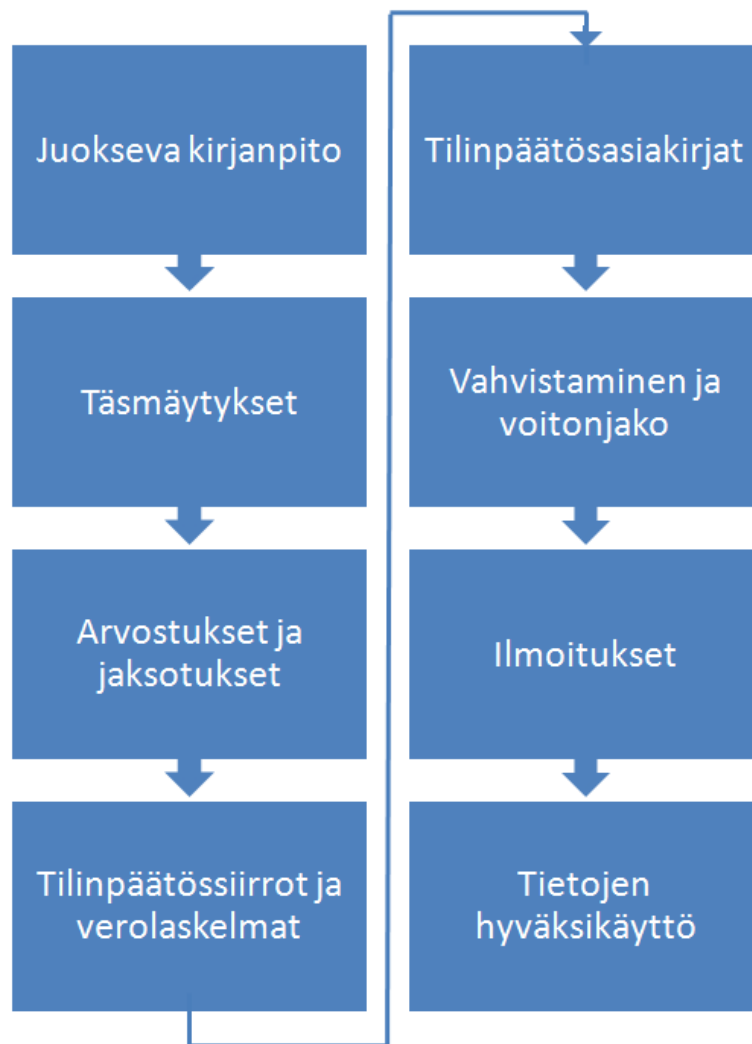 Juokseva kirjanpito
Täsmäytykset
Arvostukset ja
jaksotukset
Tilinpäätössiirrot ja
verolaskelmat
Tilinpäätösasiakirjat
Vahvistaminen ja
voitonjako
Ilmoitukset
Tietojen
hyväksikäyttö